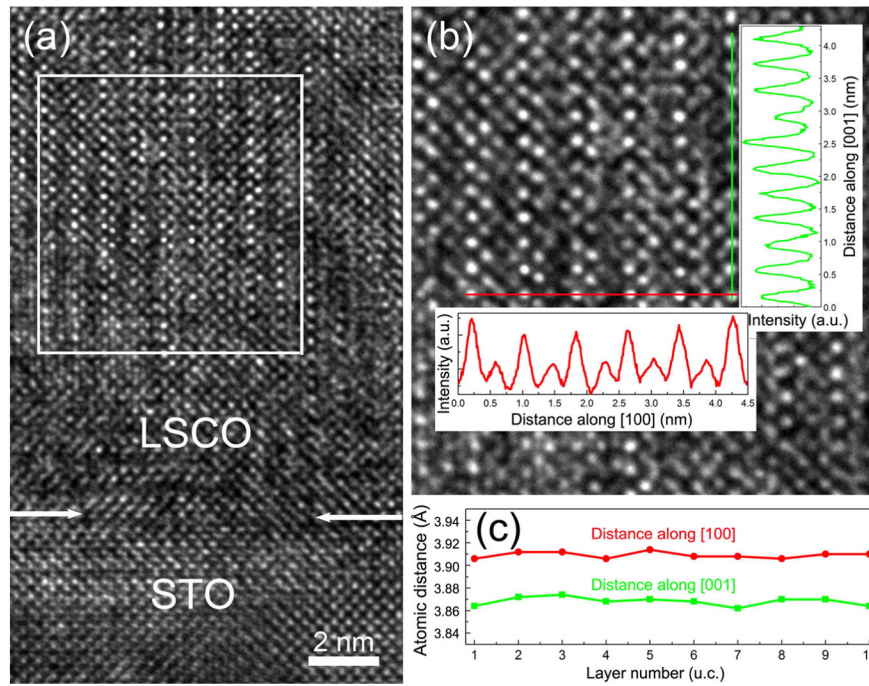 (a)
LSCO
STO
2 nm
(b)
4.0
3.5
3.0
2.5
2.0
1.5
1.0
0.5
0.0
Distance along [001] (nm)
Intensity (a.u.)
Intensity (a.u.)
0.0 0.5 1.0 1.5 2.0 2.5 3.0 3.5 4.0 4.5
Distance along [100] (nm)
(c)
Atomic distance (Å)
3.94
3.92
3.90
3.88
3.86
3.84
Distance along [100]
Distance along [001]
1 2 3 4 5 6 7 8 9 1
Layer number (u.c.)